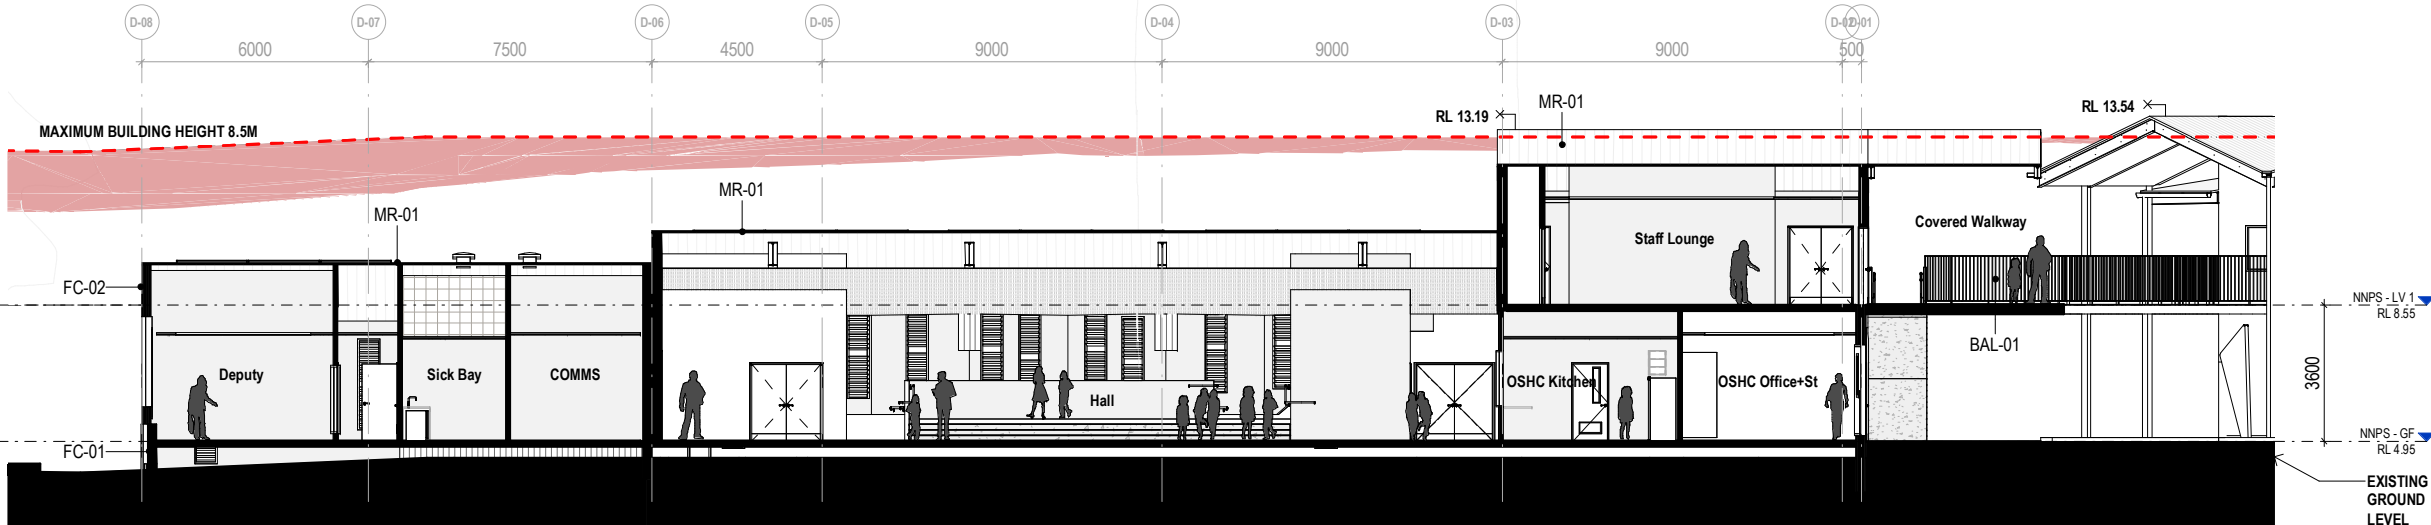 D-08
D-07
D-06
D-05
D-04
D-03
D-02
D-01
6000
7500
4500
9000
9000
9000
500
MAXIMUM BUILDING HEIGHT 8.5M
RL 13.19
MR-01
RL 13.54
MR-01
MR-01
Covered Walkway
Staff Lounge
FC-02
NNPS - LV 1
RL 8.55
BAL-01
3600
Deputy
Sick Bay
COMMS
Hall
OSHC Kitchen
OSHC Office+St
NNPS - GF
RL 4.95
FC-01
EXISTING
GROUND
LEVEL